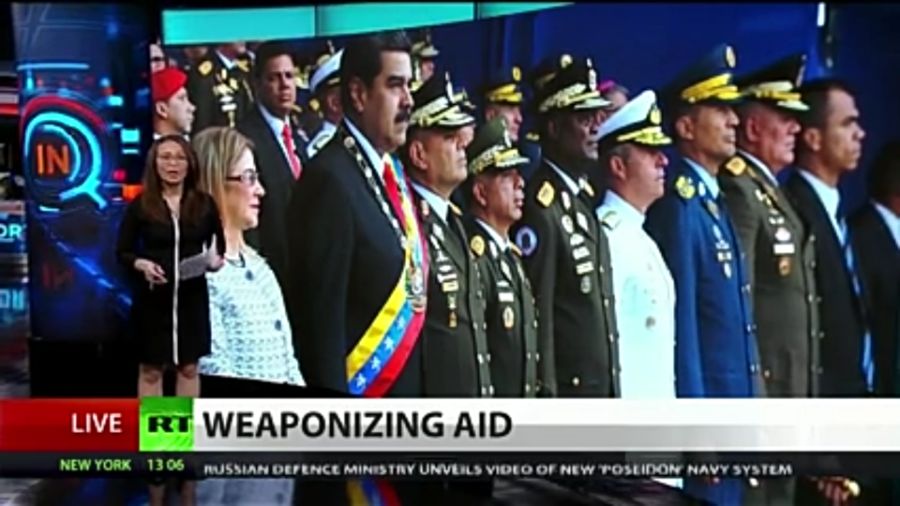 IN
LIVE
RT
WEAPONIZING AID
NEW YORK 13:06
RUSSIAN DEFENCE MINISTRY UNVEILS VIDEO OF NEW 'POSEIDON' NAVY SYSTEM